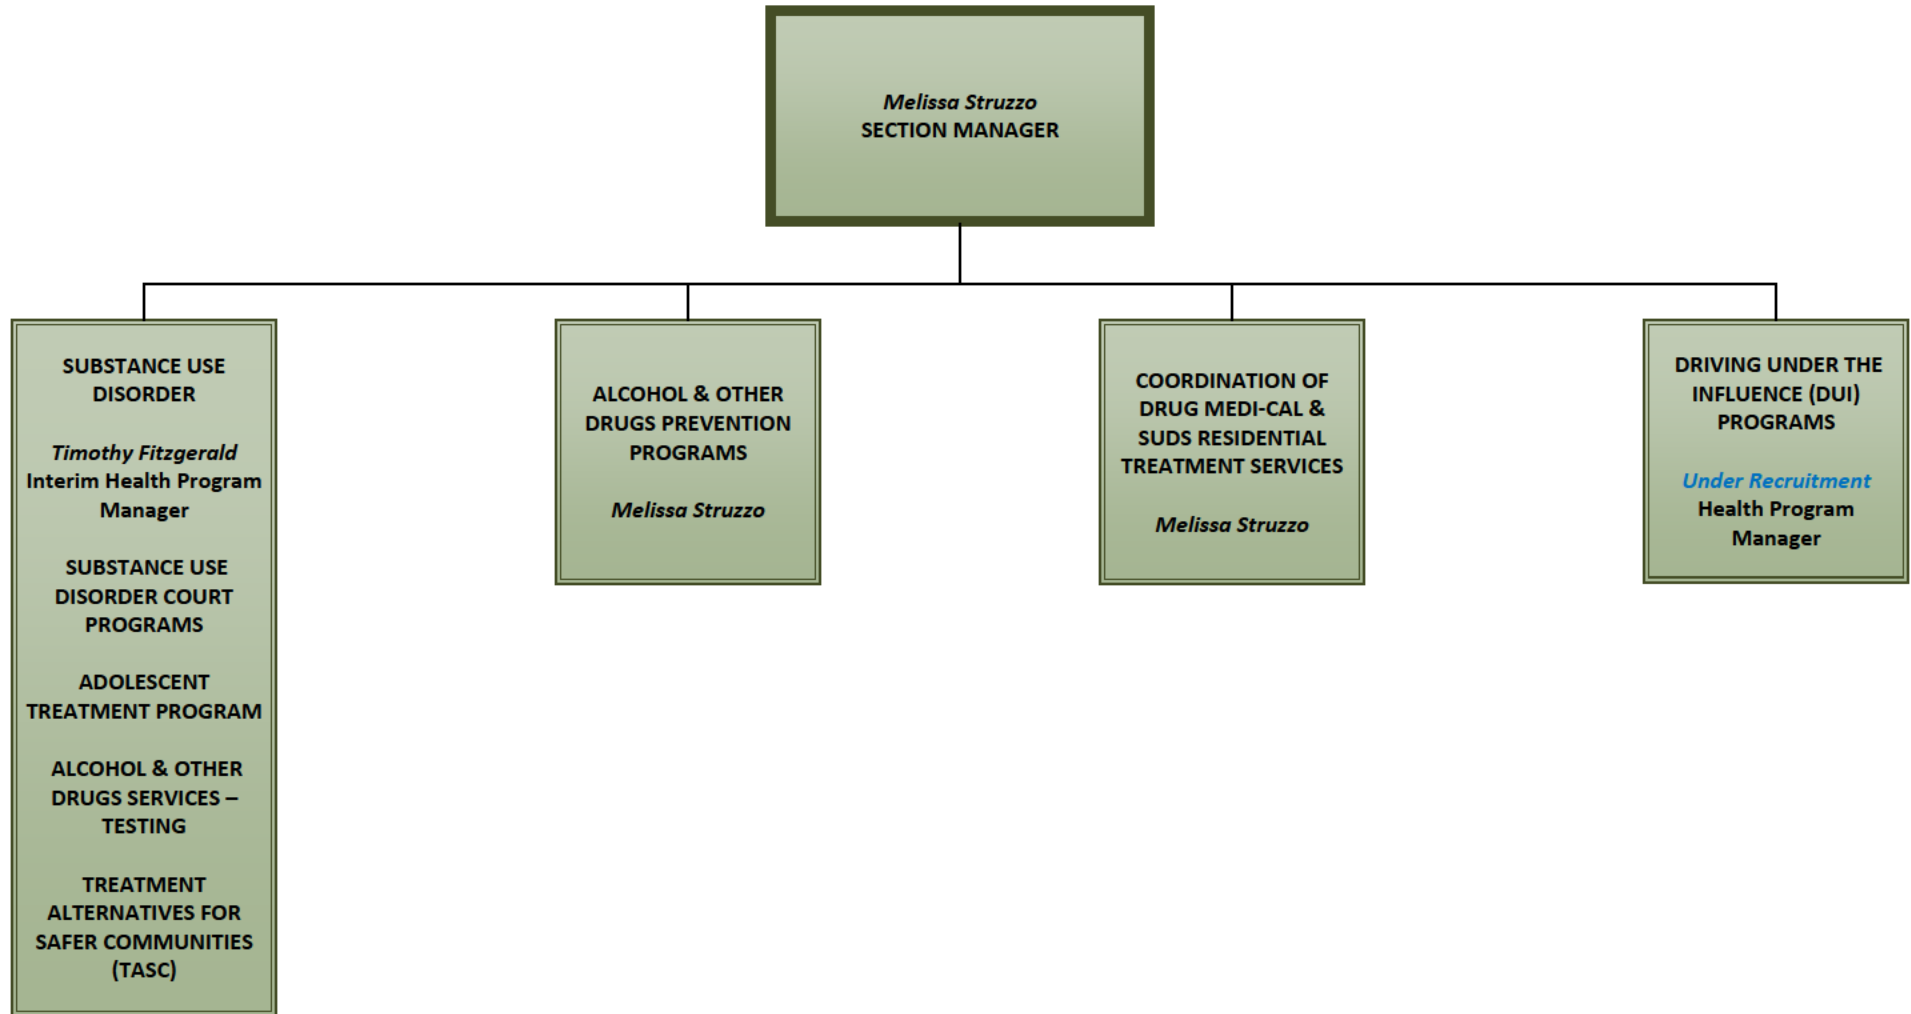 Melissa Struzzo
SECTION MANAGER
SUBSTANCE USE
DISORDER
Timothy Fitzgerald
Interim Health Program
Manager
SUBSTANCE USE
DISORDER COURT
PROGRAMS
ADOLESCENT
TREATMENT PROGRAM
ALCOHOL & OTHER
DRUGS SERVICES –
TESTING
TREATMENT
ALTERNATIVES FOR
SAFER COMMUNITIES
(TASC)
ALCOHOL & OTHER
DRUGS PREVENTION
PROGRAMS
Melissa Struzzo
COORDINATION OF
DRUG MEDI-CAL &
SUDS RESIDENTIAL
TREATMENT SERVICES
Melissa Struzzo
DRIVING UNDER THE
INFLUENCE (DUI)
PROGRAMS
Under Recruitment
Health Program
Manager